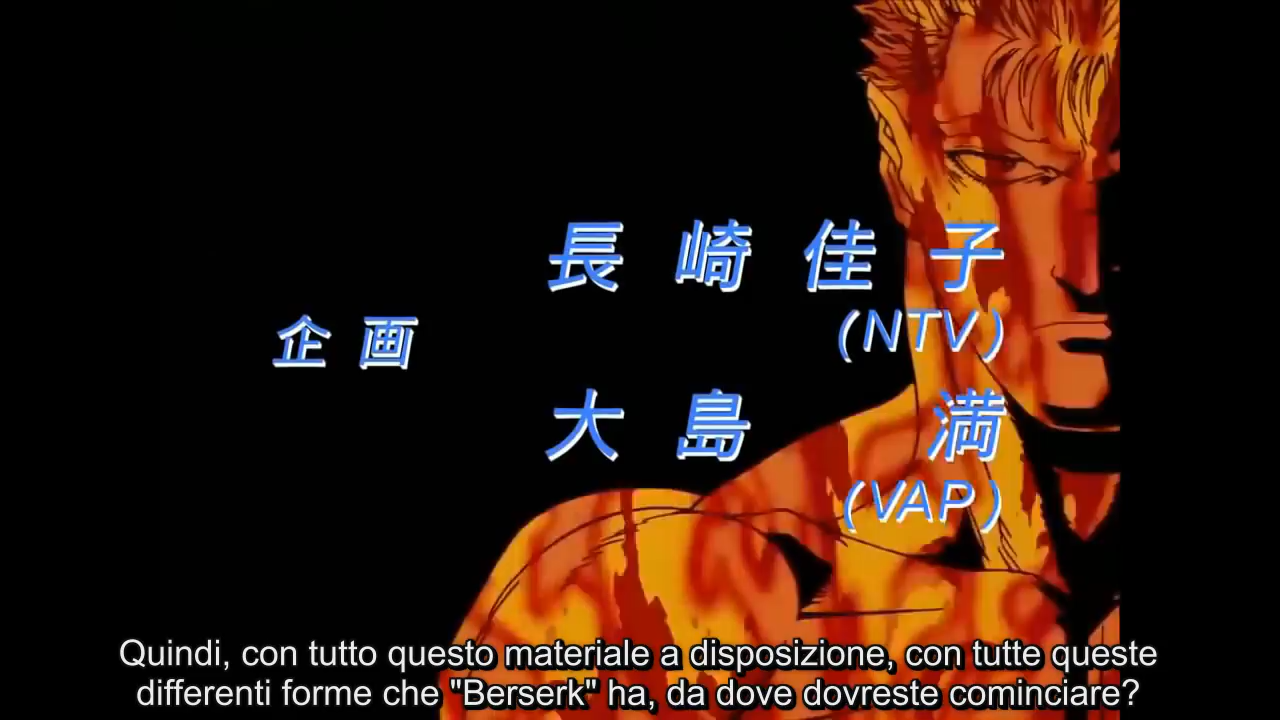 長崎佳子
(NTV)
企画
大島 満
(VAP)
Quindi, con tutto questo materiale a disposizione, con tutte queste
differenti forme che "Berserk" ha, da dove dovreste cominciare?